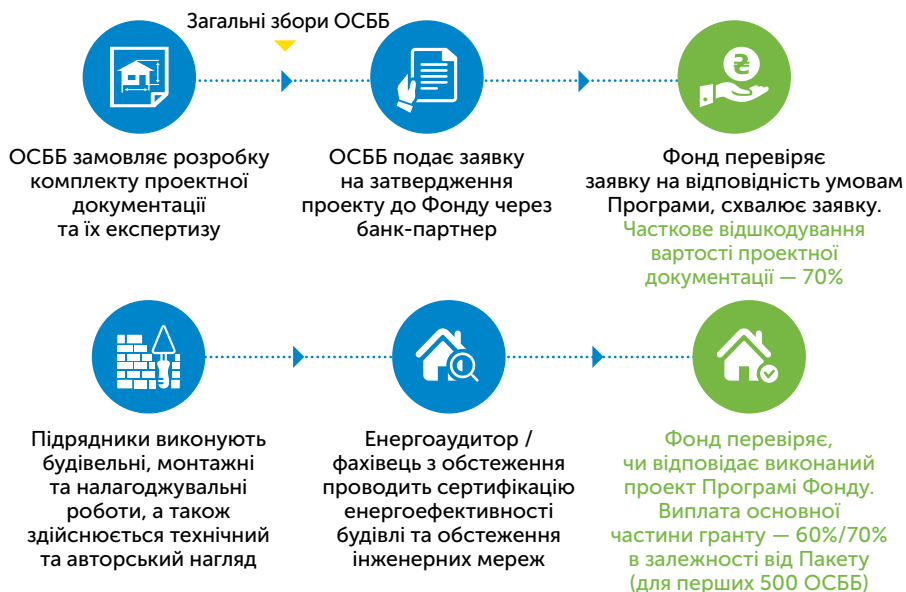 Загальні збори ОСББ
ОСББ замовляє розробку
комплекту проектної
документації
та їх експертизу
ОСББ подає заявку
на затвердження
проекту до Фонду через
банк-партнер
Фонд перевіряє
заявку на відповідність умовам
Програми, схвалює заявку.
Часткове відшкодування
вартості проектної
документації — 70%
Підрядники виконують
будівельні, монтажні
та налагоджувальні
роботи, а також
здійснюється технічний
та авторський нагляд
Енергоаудитор /
фахівець з обстеження
проводить сертифікацію
енергоефективності
будівлі та обстеження
інженерних мереж
Фонд перевіряє,
чи відповідає виконаний
проект Програмі Фонду.
Виплата основної
частини гранту — 60%/70%
в залежності від Пакету
(для перших 500 ОСББ)